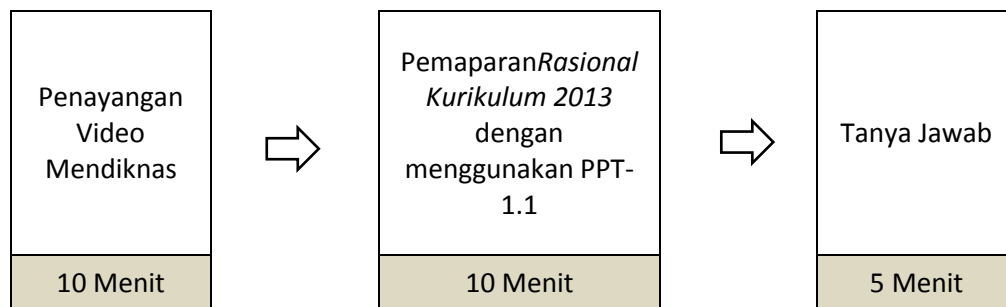 Penayangan
Video
Mendiknas
10 Menit
PemaparanRasional
Kurikulum 2013
dengan
menggunakan PPT-
1.1
10 Menit
Tanya Jawab
5 Menit